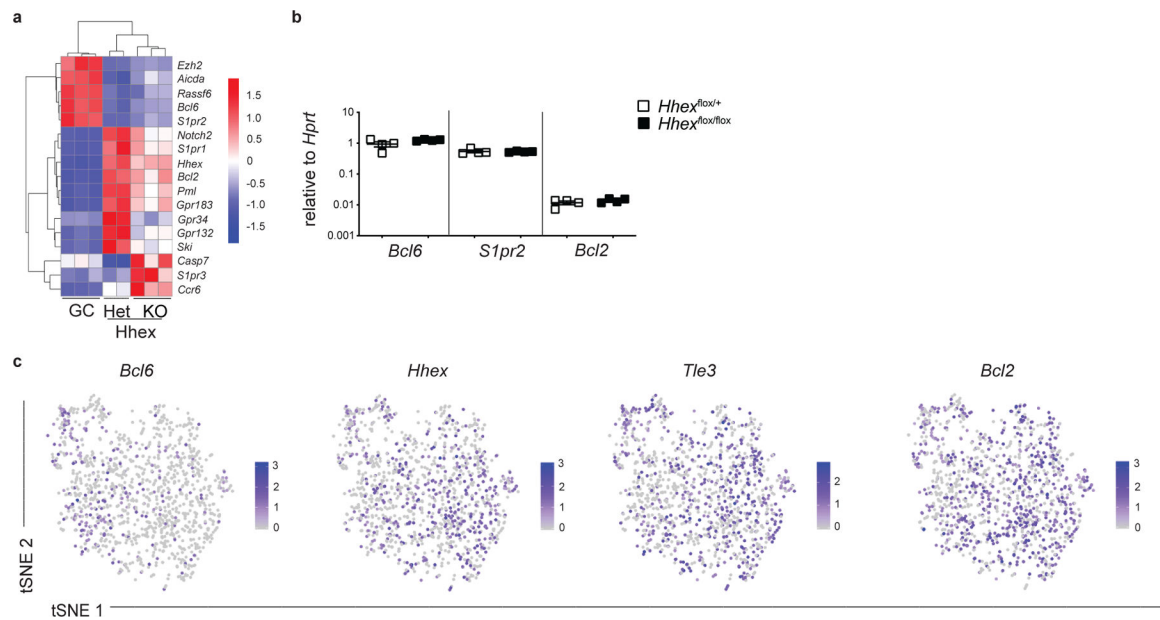 a
Ezh2
Aicda
Rassf6
Bcl6
S1pr2
Notch2
S1pr1
Hhex
Bcl2
Pml
Gpr183
Gpr34
Gpr132
Ski
Casp7
S1pr3
Ccr6
1.5
1.0
0.5
0
−0.5
−1.0
−1.5
GC Het KO
Hhex
b
relative to Hprt
10
1
0.1
0.01
0.001
Bcl6 S1pr2 Bcl2
Hhexflox/+
Hhexflox/flox
c
Bcl6 Hhex Tle3 Bcl2
3
2
1
0
3
2
1
0
2
1
0
3
2
1
0
tSNE 2
tSNE 1